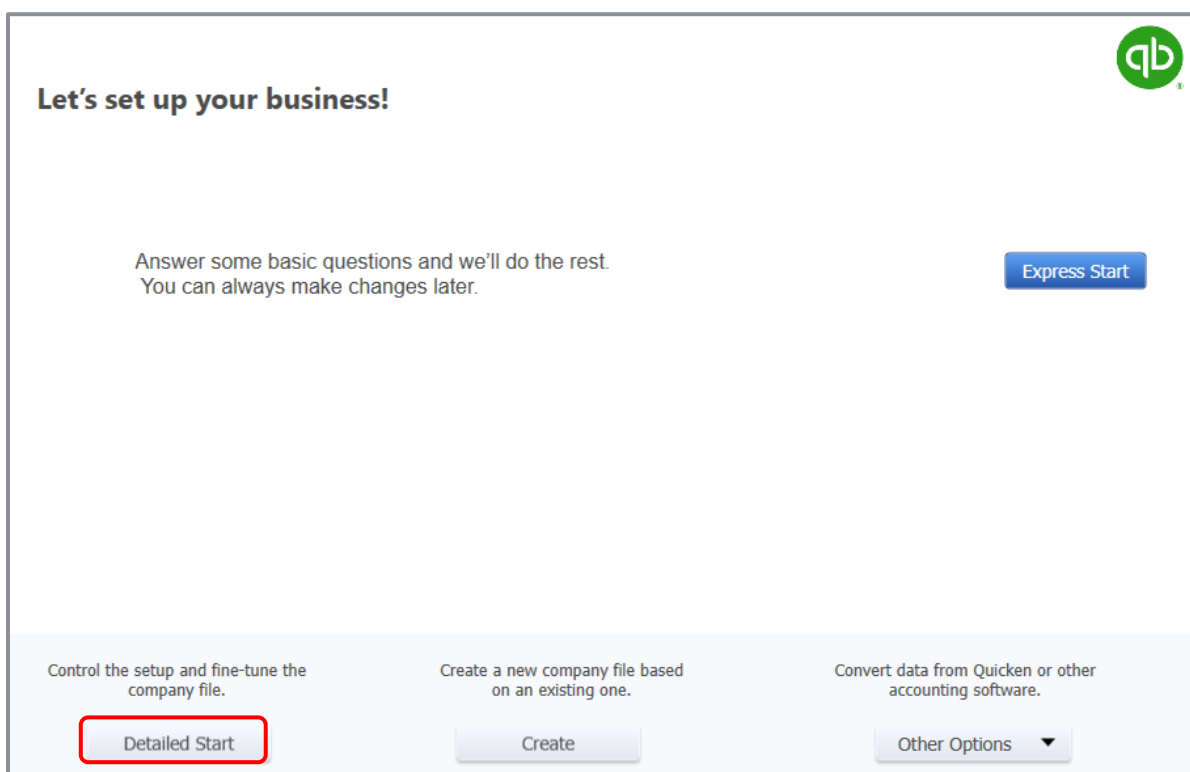 qb
Let's set up your business!
Answer some basic questions and we'll do the rest.
You can always make changes later.
Express Start
Control the setup and fine-tune the
company file.
Detailed Start
Create a new company file based
on an existing one.
Create
Convert data from Quicken or other
accounting software.
Other Options